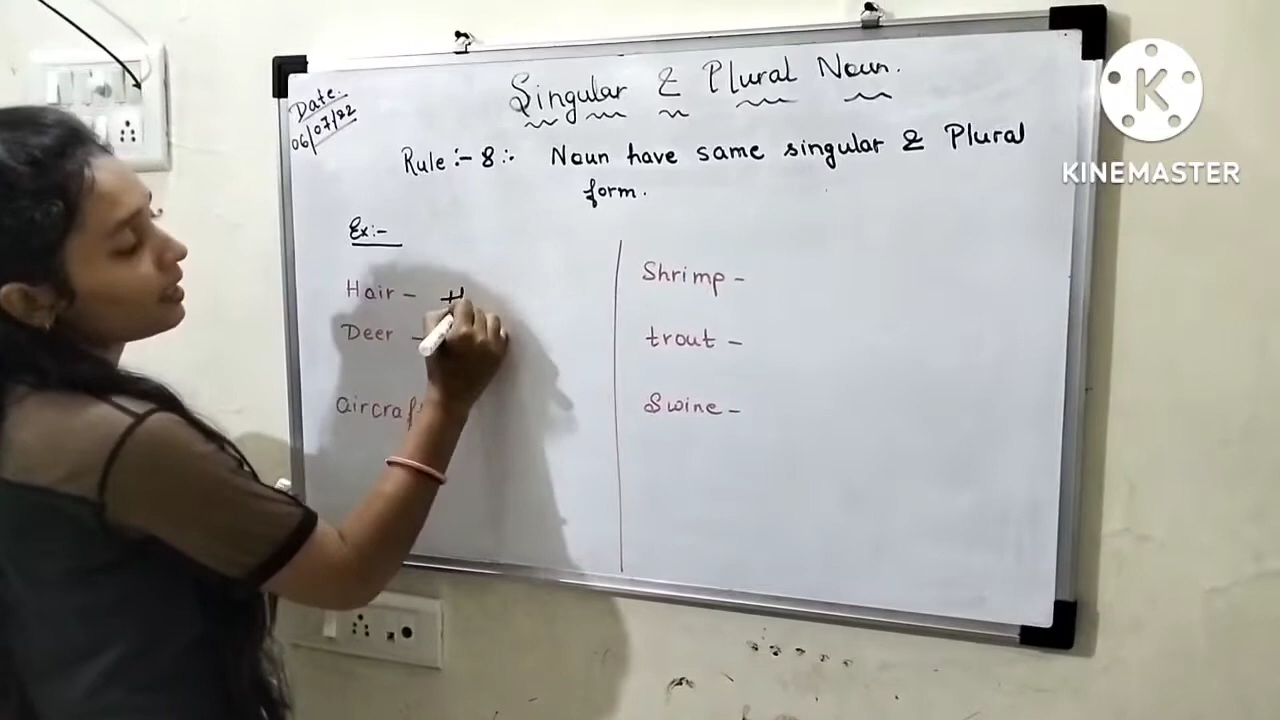 Date:
06/07/22
Singular & Plural Noun.
Rule:- 8:- Noun have same singular & Plural
form.
Ex:-
Hair - H
Deer -
aircraf
Shrimp -
trout -
Swine -
K
KINEMASTER